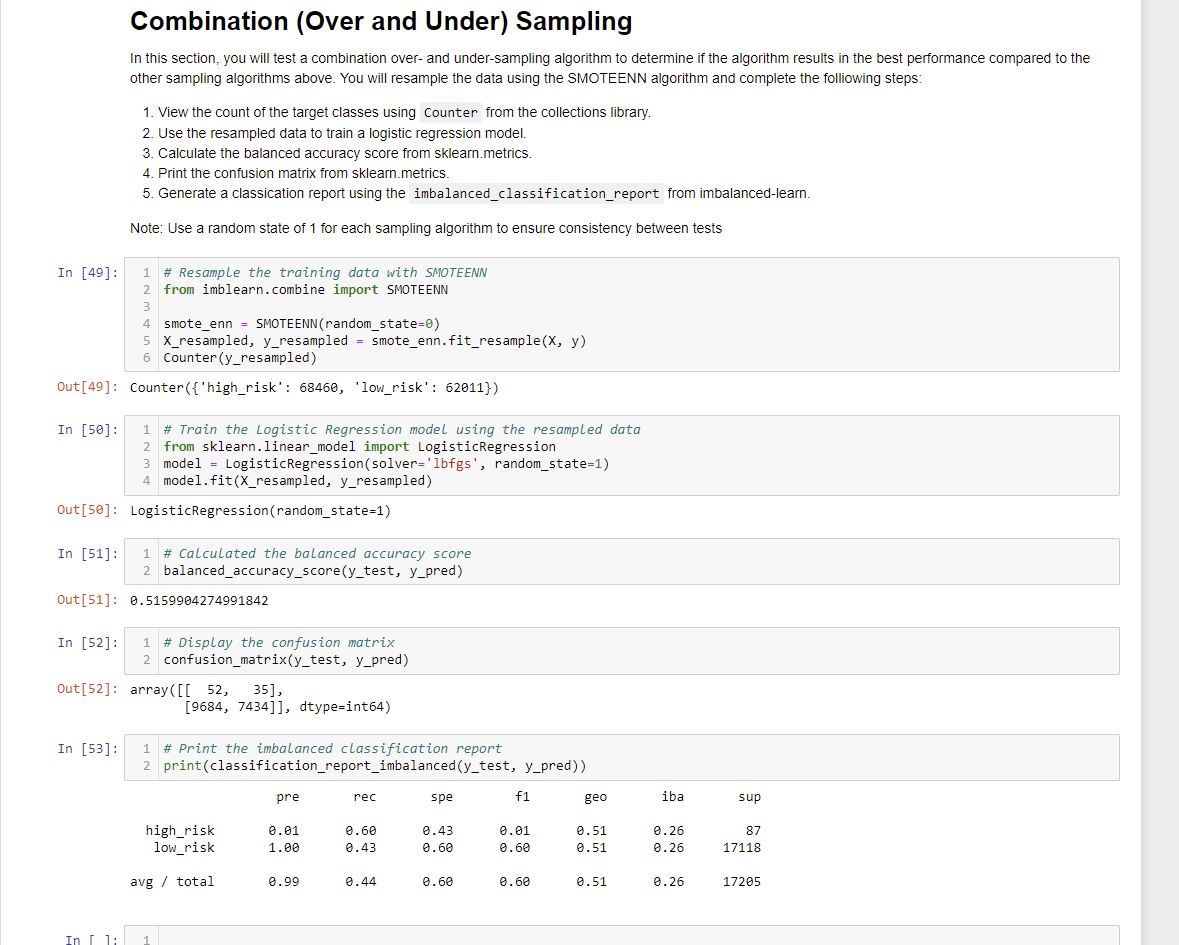 Combination (Over and Under) Sampling
In this section, you will test a combination over- and under-sampling algorithm to determine if the algorithm results in the best performance compared to the
other sampling algorithms above. You will resample the data using the SMOTEENN algorithm and complete the folliowing steps:
1. View the count of the target classes using Counter from the collections library.
2. Use the resampled data to train a logistic regression model.
3. Calculate the balanced accuracy score from sklearn.metrics.
4. Print the confusion matrix from sklearn.metrics.
5. Generate a classication report using the imbalanced_classification_report from imbalanced-learn.
Note: Use a random state of 1 for each sampling algorithm to ensure consistency between tests
In [49]: 1 # Resample the training data with SMOTEENN
2 from imblearn.combine import SMOTEENN
3
4 smote_enn = SMOTEENN(random_state=0)
5 X_resampled, y_resampled = smote_enn.fit_resample(X, y)
6 Counter(y_resampled)
Out[49]: Counter({'high_risk': 68460, 'low_risk': 62011})
In [50]: 1 # Train the Logistic Regression model using the resampled data
2 from sklearn.linear_model import LogisticRegression
3 model = LogisticRegression(solver='lbfgs', random_state=1)
4 model.fit(X_resampled, y_resampled)
Out[50]: LogisticRegression(random_state=1)
In [51]: 1 # Calculated the balanced accuracy score
2 balanced_accuracy_score(y_test, y_pred)
Out[51]: 0.5159904274991842
In [52]: 1 # Display the confusion matrix
2 confusion_matrix(y_test, y_pred)
Out[52]: array([[ 52, 35],
[9684, 7434]], dtype=int64)
In [53]: 1 # Print the imbalanced classification report
2 print(classification_report_imbalanced(y_test, y_pred))
pre rec spe f1 geo iba sup
high_risk 0.01 0.60 0.43 0.01 0.51 0.26 87
low_risk 1.00 0.43 0.60 0.60 0.51 0.26 17118
avg / total 0.99 0.44 0.60 0.60 0.51 0.26 17205
In [ ]: 1